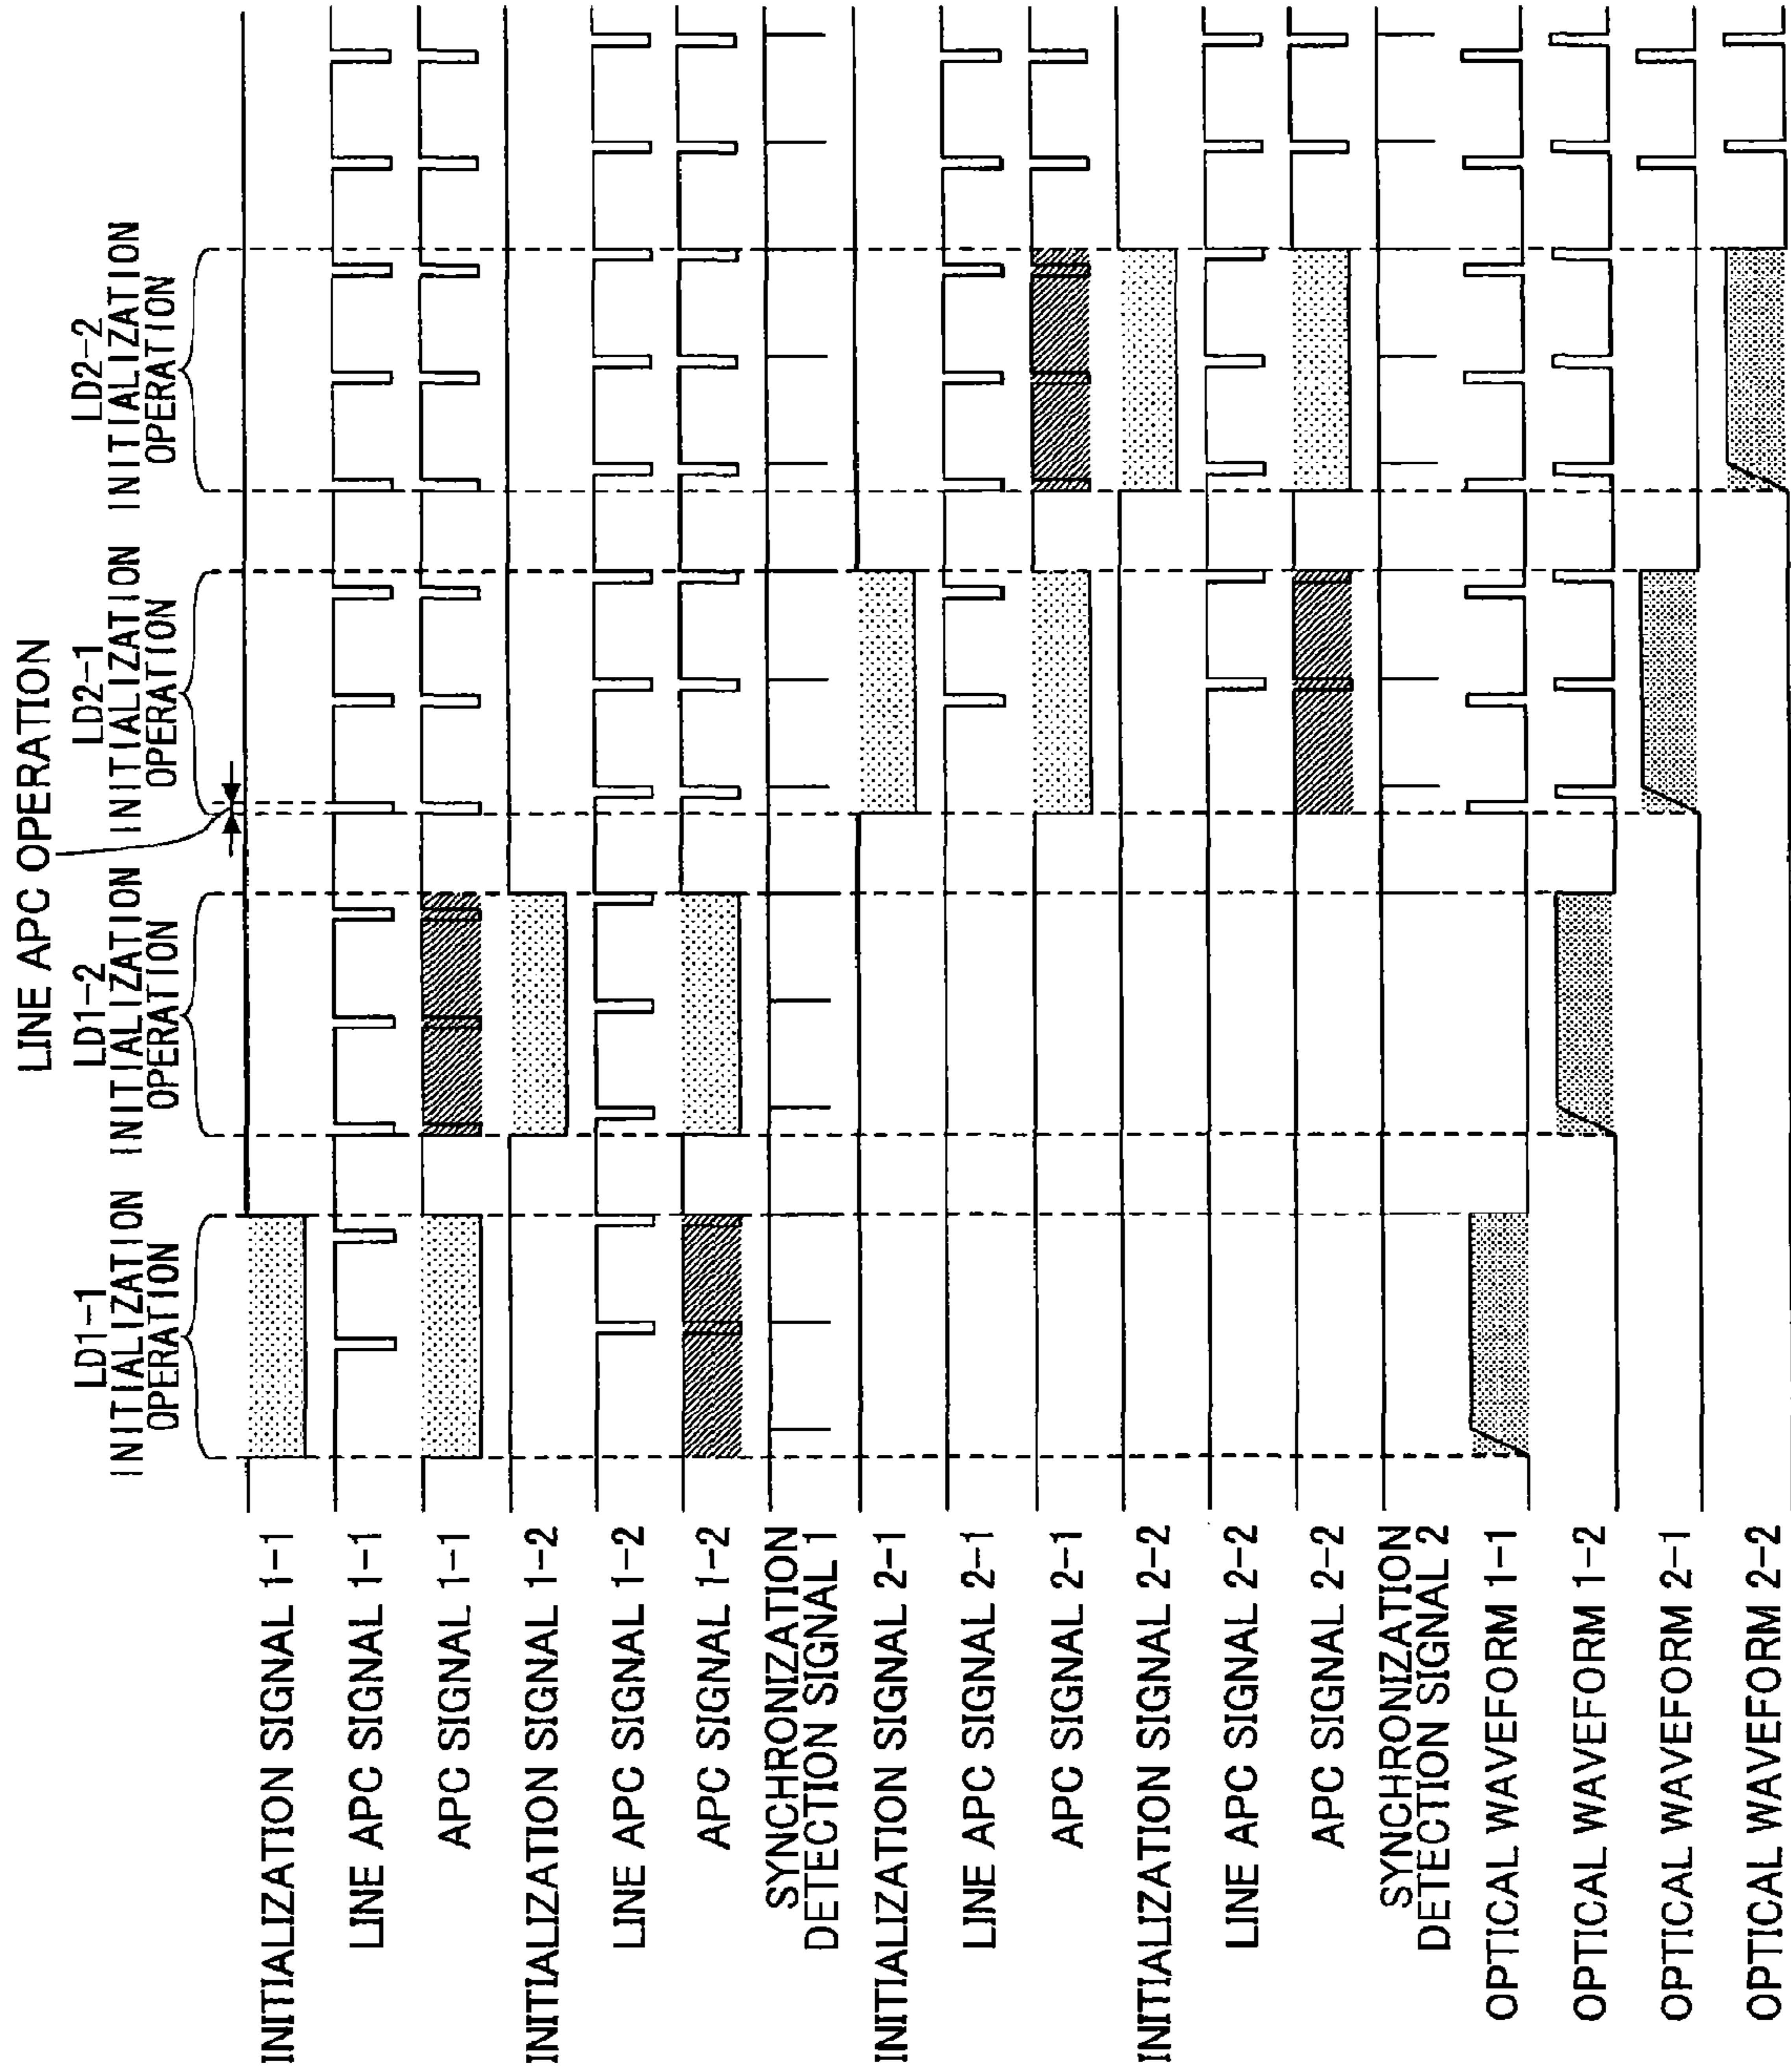 LINE APC OPERATION
LD1-1
INITIALIZATION
OPERATION
LD1-2
INITIALIZATION
OPERATION
LD2-1
INITIALIZATION
OPERATION
LD2-2
INITIALIZATION
OPERATION
INITIALIZATION SIGNAL 1-1
LINE APC SIGNAL 1-1
APC SIGNAL 1-1
INITIALIZATION SIGNAL 1-2
LINE APC SIGNAL 1-2
APC SIGNAL 1-2
SYNCHRONIZATION
DETECTION SIGNAL 1
INITIALIZATION SIGNAL 2-1
LINE APC SIGNAL 2-1
APC SIGNAL 2-1
INITIALIZATION SIGNAL 2-2
LINE APC SIGNAL 2-2
APC SIGNAL 2-2
SYNCHRONIZATION
DETECTION SIGNAL 2
OPTICAL WAVEFORM 1-1
OPTICAL WAVEFORM 1-2
OPTICAL WAVEFORM 2-1
OPTICAL WAVEFORM 2-2